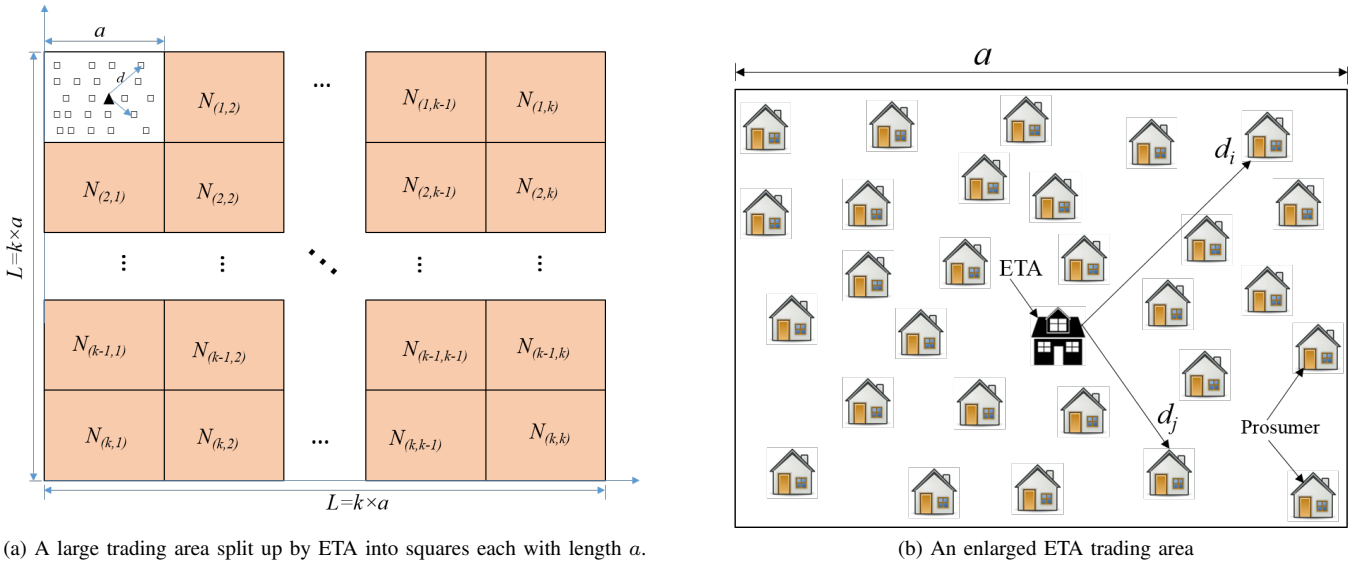 a
d
N(1,2)
...
N(1,k-1)
N(1,k)
N(2,1)
N(2,2)
N(2,k-1)
N(2,k)
L=k×a
N(k-1,1)
N(k-1,2)
N(k-1,k-1)
N(k-1,k)
N(k,1)
N(k,2)
...
N(k,k-1)
N(k,k)
L=k×a
(a) A large trading area split up by ETA into squares each with length a.
a
di
ETA
dj
Prosumer
(b) An enlarged ETA trading area